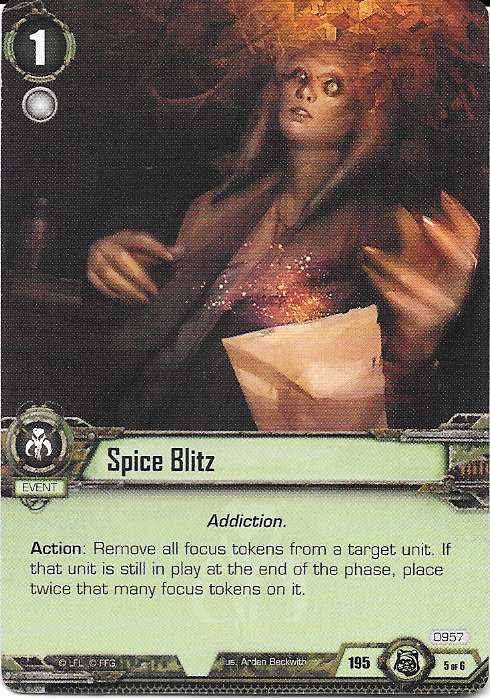 1
Spice Blitz
EVENT
Addiction.
Action: Remove all focus tokens from a target unit. If
that unit is still in play at the end of the phase, place
twice that many focus tokens on it.
0957
© LFL © FFG
Illus. Arden Beckwith
195
5 OF 6